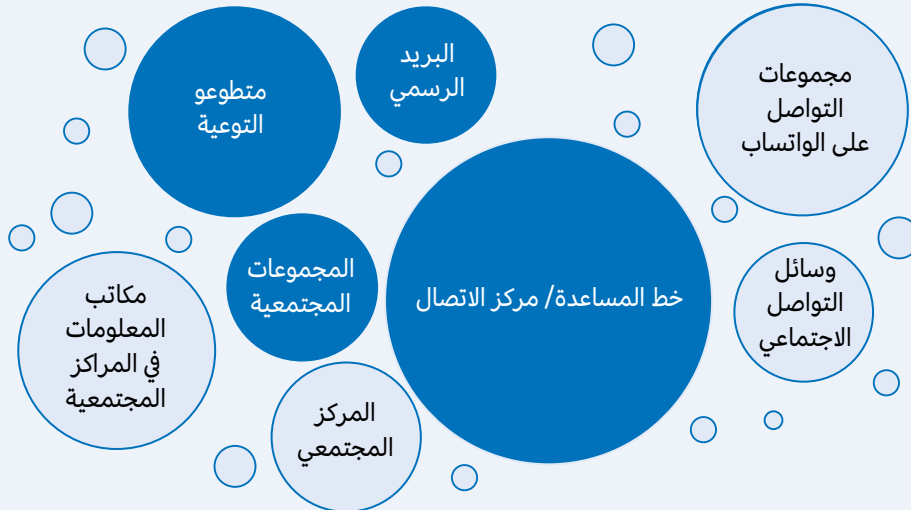 البريد
الرسمي
متطوعو
التوعية
مجموعات
التواصل
على الواتساب
المجموعات
المجتمعية
خط المساعدة/ مركز الاتصال
وسائل
التواصل
الاجتماعي
مكاتب
المعلومات
في المراكز
المجتمعية
المركز
المجتمعي